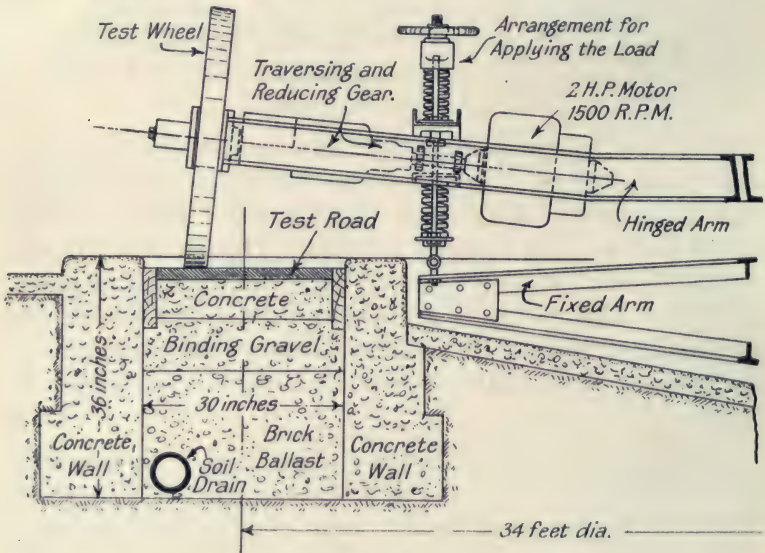 Test Wheel
Arrangement for
Applying the Load
Traversing and
Reducing Gear.
2 H.P. Motor
1500 R.P.M.
Hinged Arm
Test Road
Concrete
Fixed Arm
Binding Gravel
36 inches
30 inches
Concrete
Wall
Brick
Ballast
Soil
Drain
Concrete
Wall
34 feet dia.